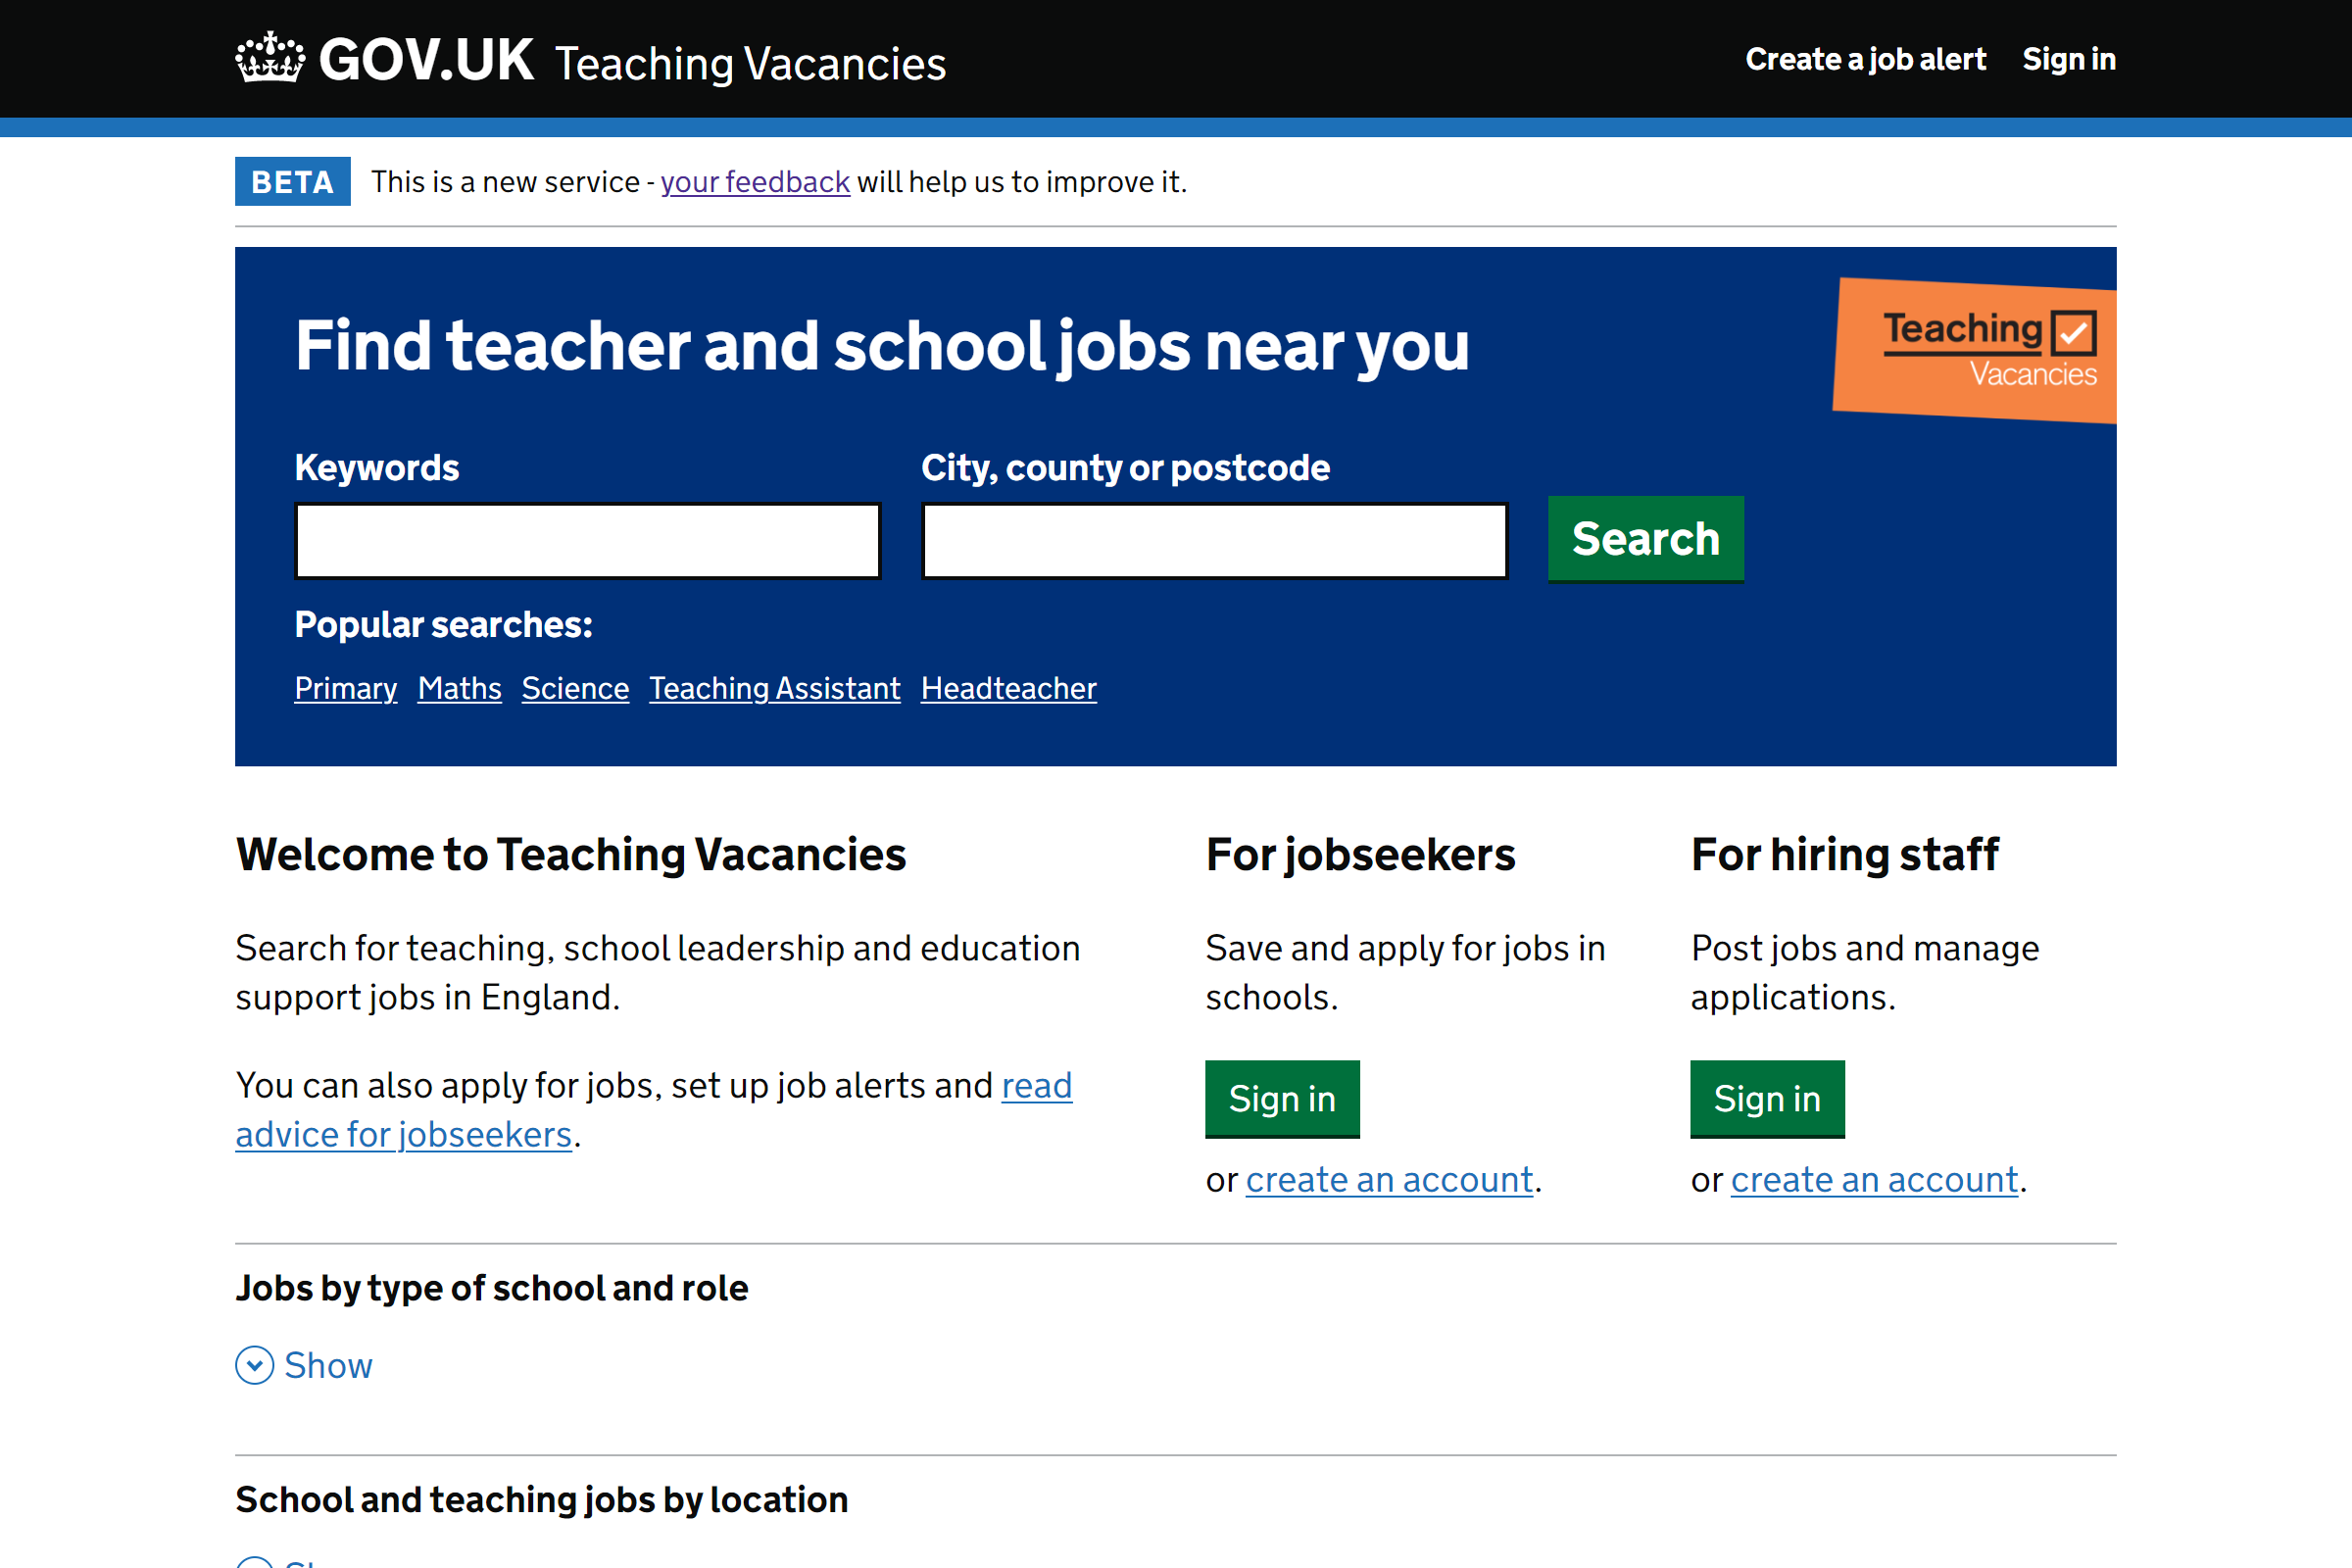 GOV.UK Teaching Vacancies
Create a job alert Sign in
BETA This is a new service - your feedback will help us to improve it.
Find teacher and school jobs near you
Teaching
Vacancies
Keywords
City, county or postcode
Search
Popular searches:
Primary Maths Science Teaching Assistant Headteacher
Welcome to Teaching Vacancies
Search for teaching, school leadership and education
support jobs in England.
You can also apply for jobs, set up job alerts and read
advice for jobseekers.
For jobseekers
Save and apply for jobs in
schools.
Sign in
or create an account.
For hiring staff
Post jobs and manage
applications.
Sign in
or create an account.
Jobs by type of school and role
Show
School and teaching jobs by location